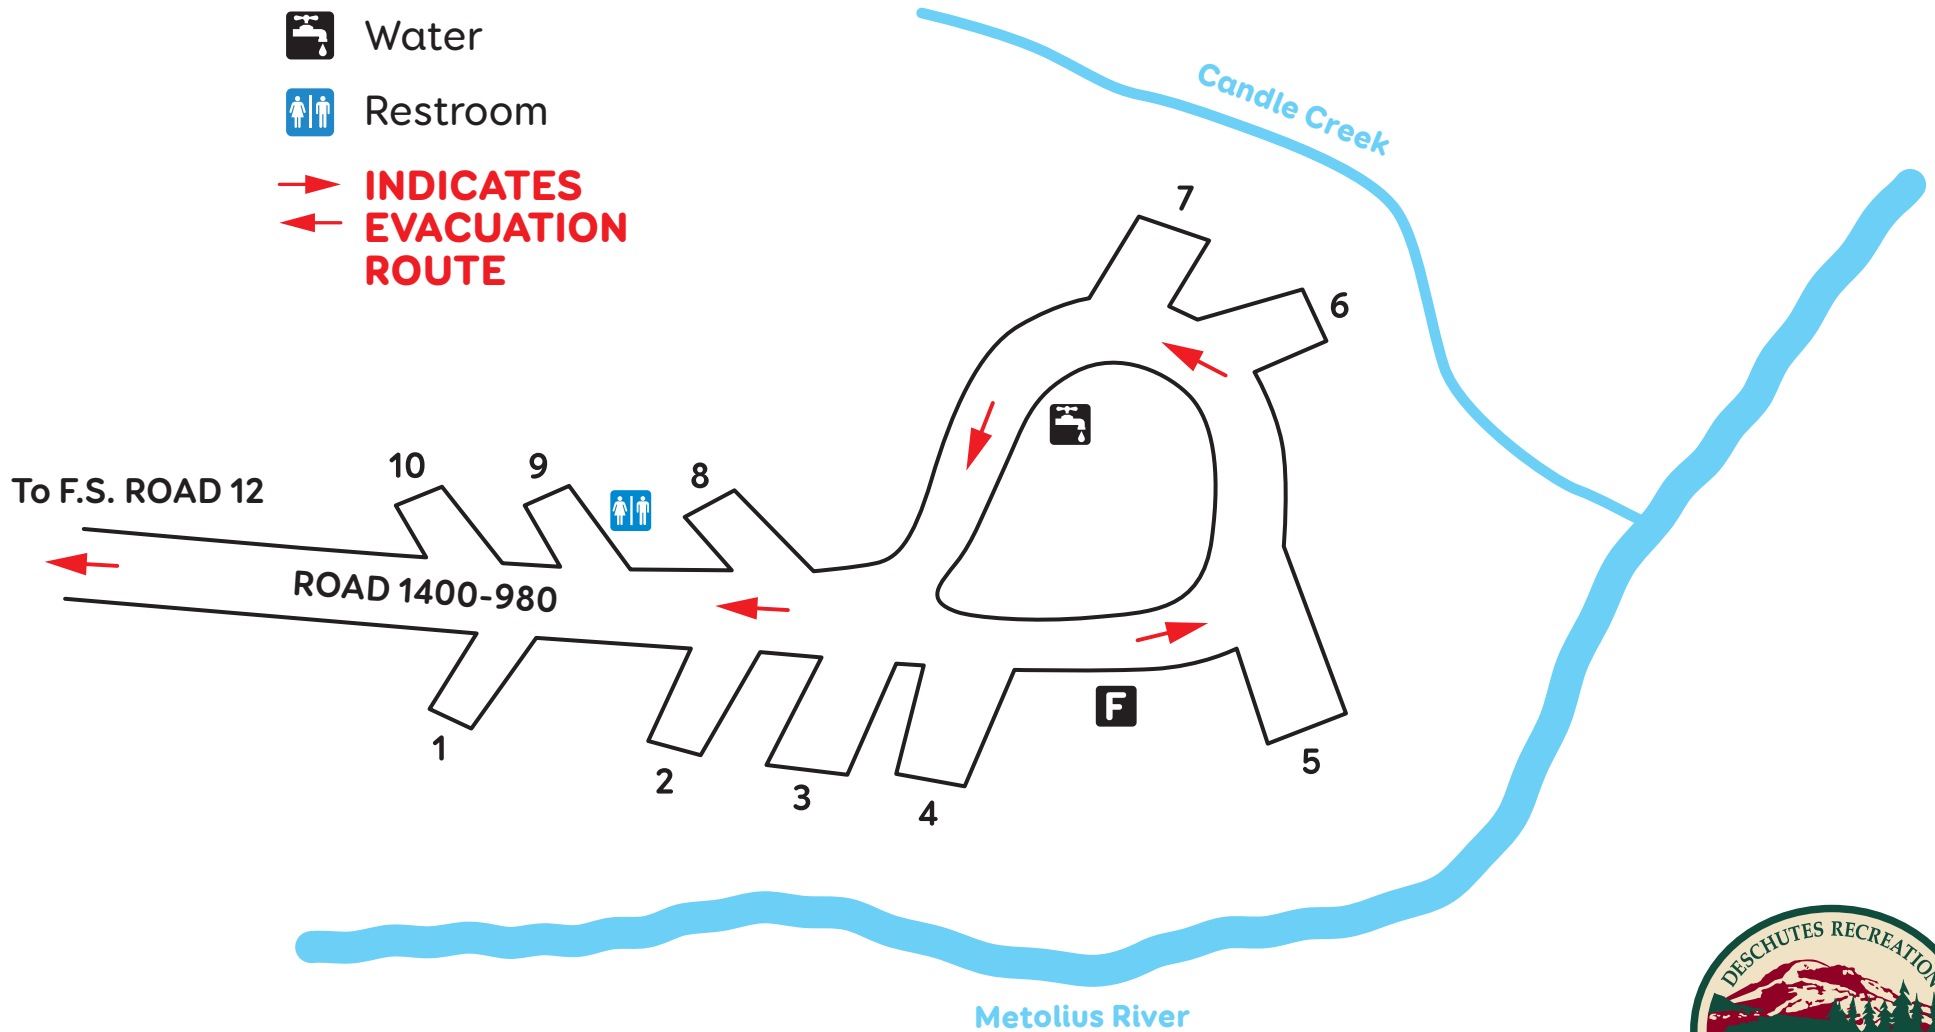 Water
Restroom
INDICATES
EVACUATION
ROUTE
Candle Creek
7
6
10
9
8
To F.S. ROAD 12
ROAD 1400-980
F
1
2
3
4
5
DESCHUTES RECREATION
Metolius River